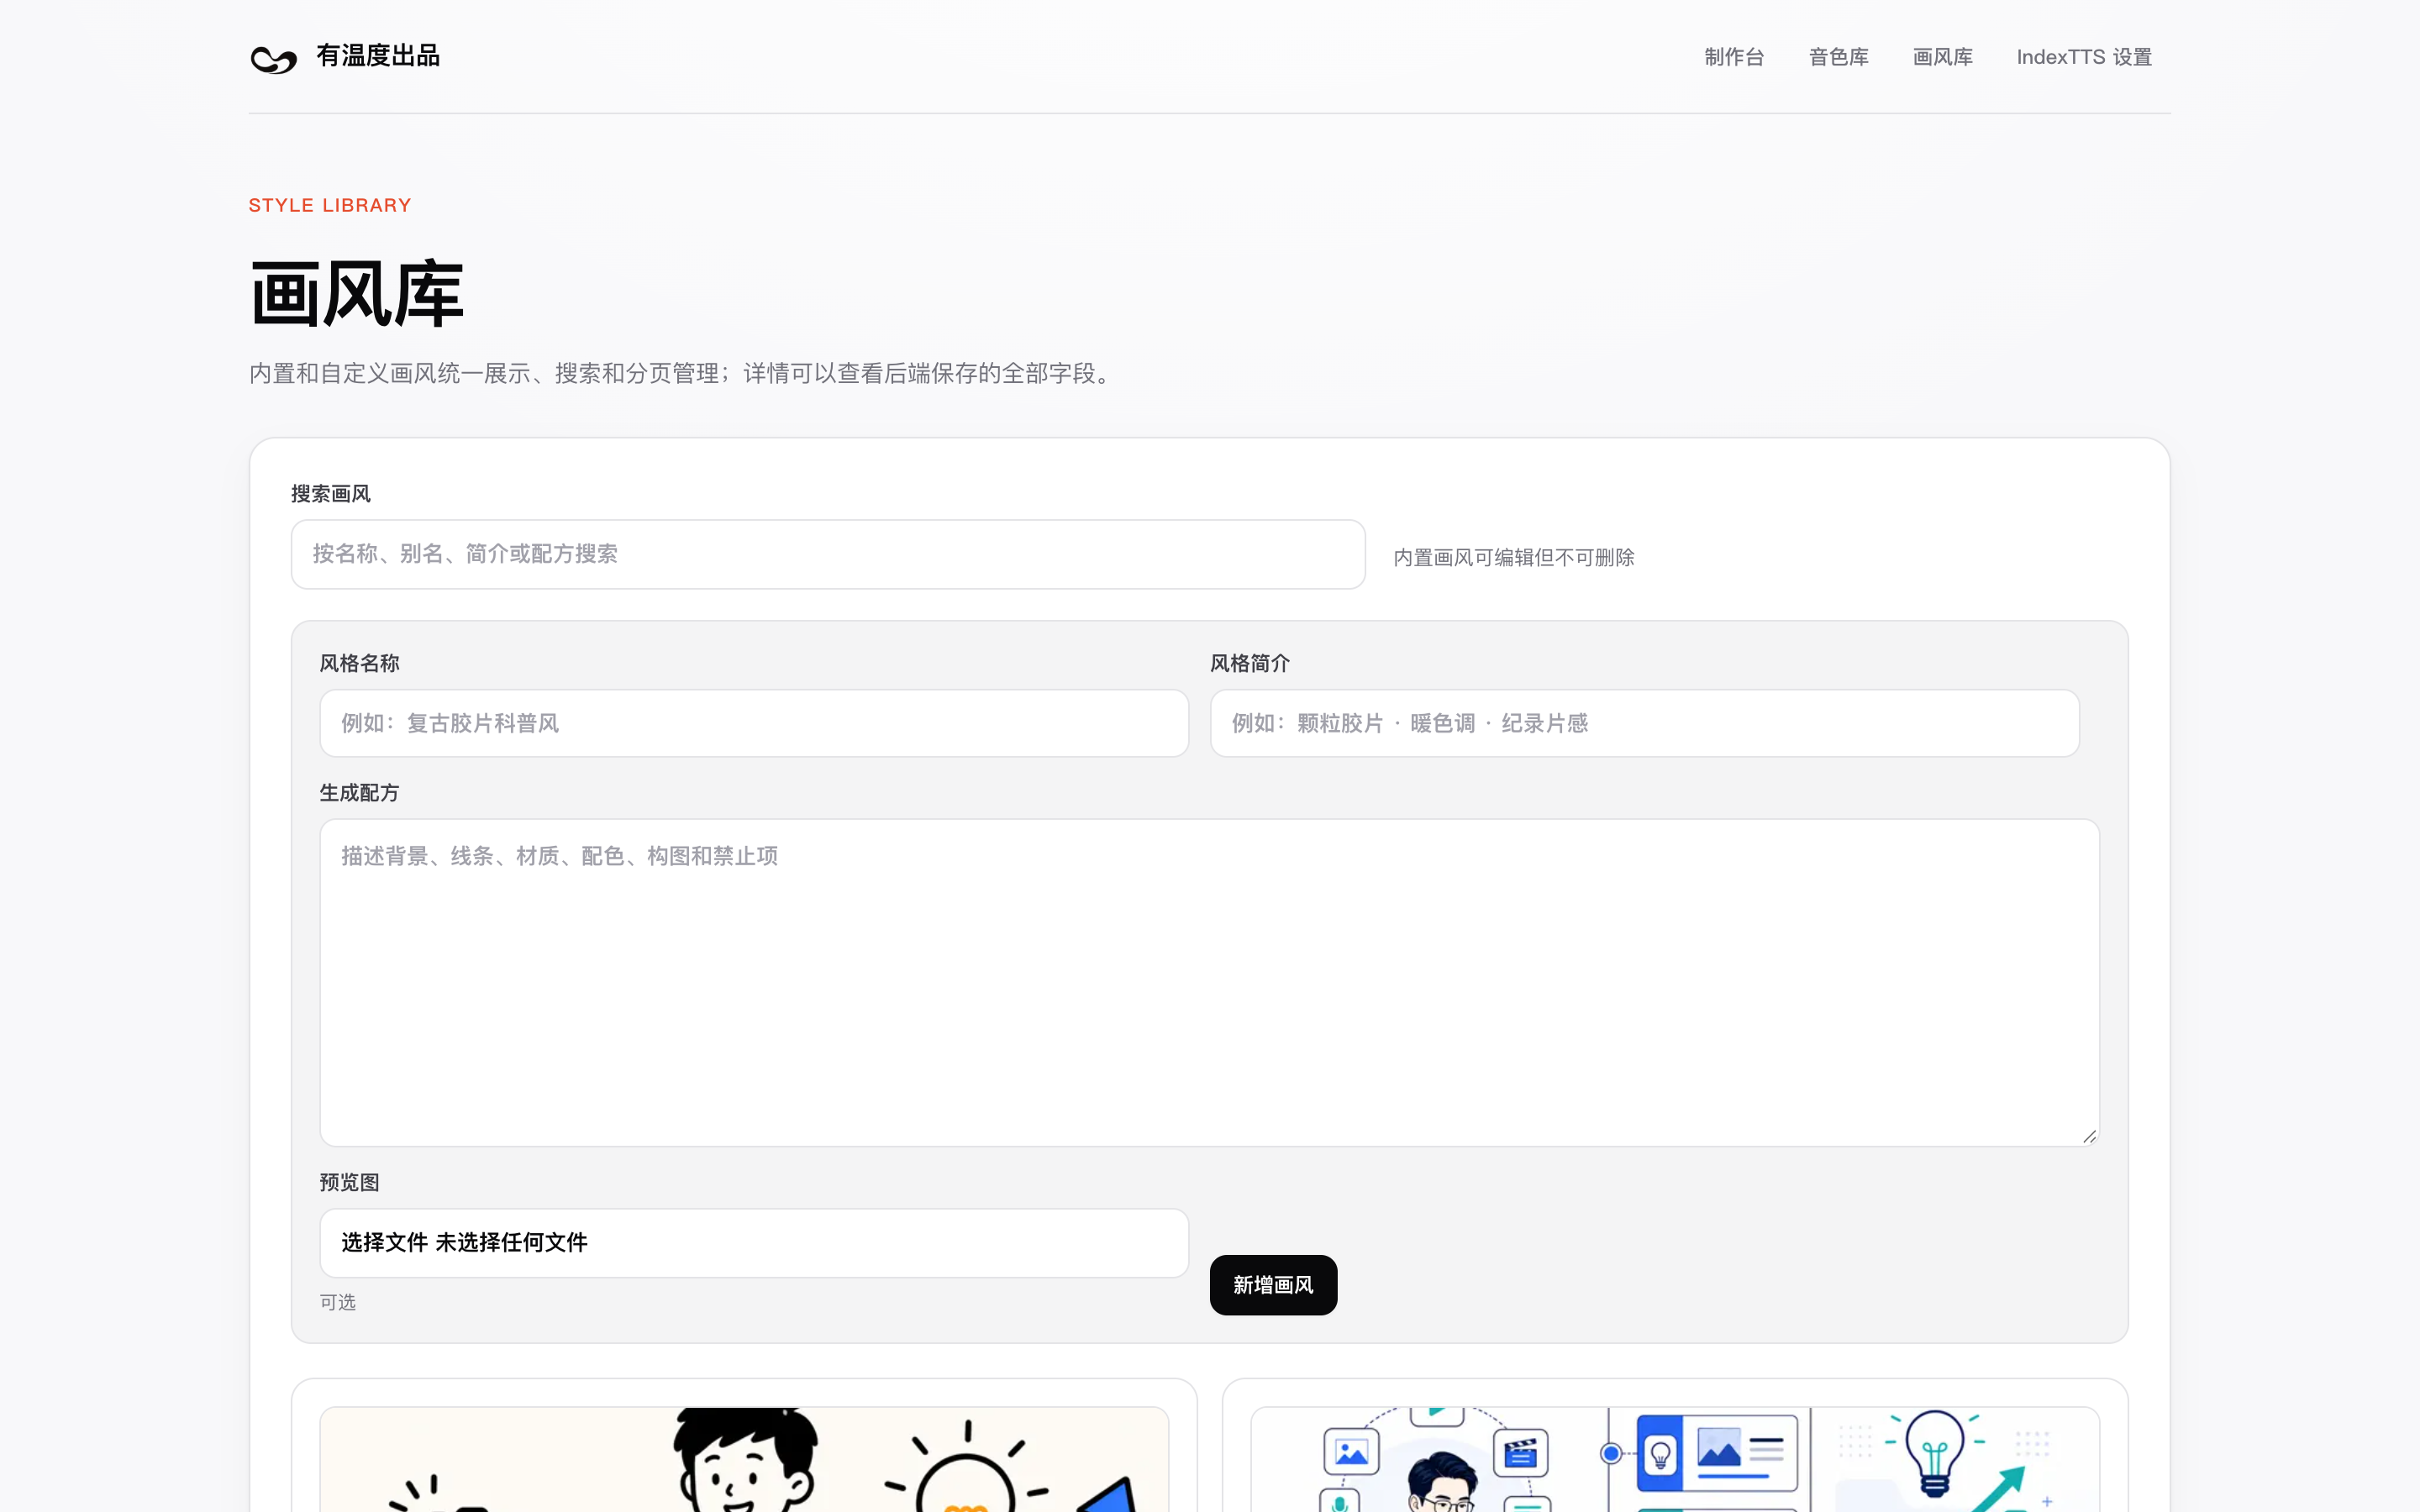 有温度出品
制作台 音色库 画风库 IndexTTS 设置
STYLE LIBRARY
画风库
内置和自定义画风统一展示、搜索和分页管理；详情可以查看后端保存的全部字段。
搜索画风
按名称、别名、简介或配方搜索
内置画风可编辑但不可删除
风格名称
风格简介
例如：复古胶片科普风
例如：颗粒胶片 · 暖色调 · 纪录片感
生成配方
描述背景、线条、材质、配色、构图和禁止项
预览图
选择文件 未选择任何文件
新增画风
可选